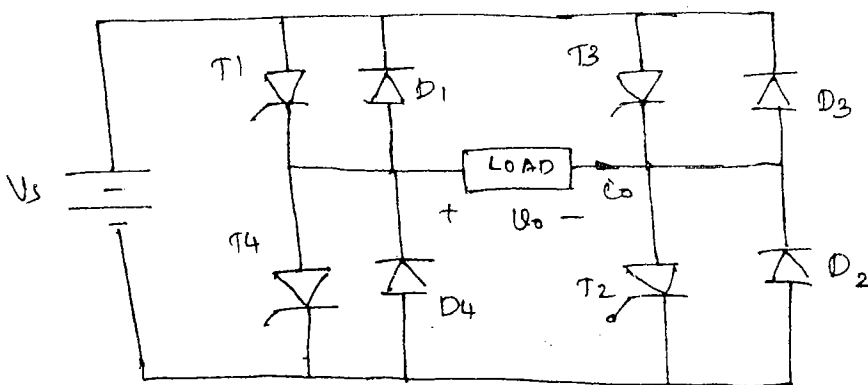 T1
D1
T3
D3
Vs
LOAD
+
vo
−
io
T4
D4
T2
D2